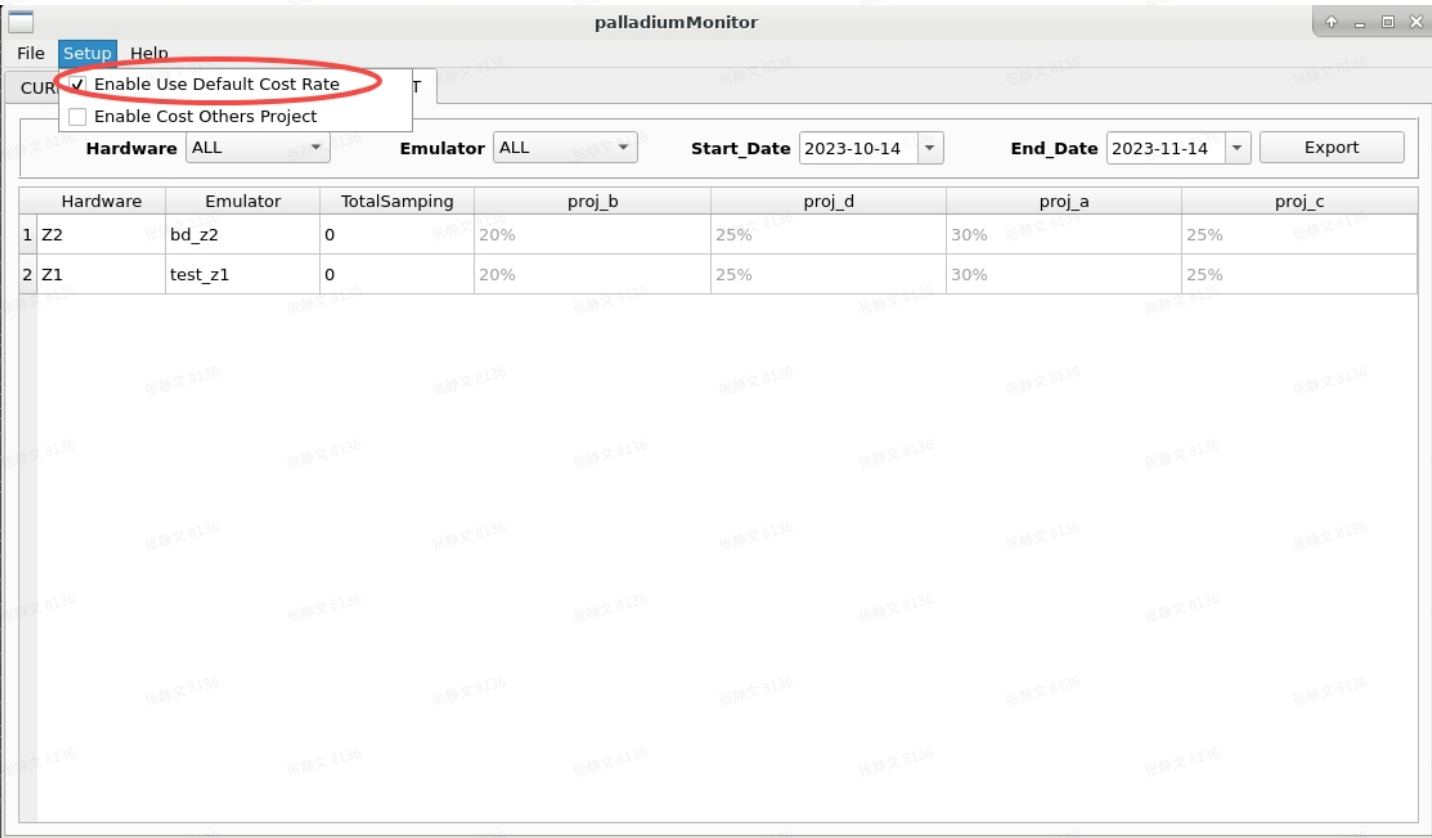 palladiumMonitor
File Setup Help
Enable Use Default Cost Rate
Enable Cost Others Project
CUR
T
Hardware ALL Emulator ALL Start_Date 2023-10-14 End_Date 2023-11-14 Export
Hardware Emulator TotalSamping proj_b proj_d proj_a proj_c
1 Z2 bd_z2 0 20% 25% 30% 25%
2 Z1 test_z1 0 20% 25% 30% 25%
张静文 8136